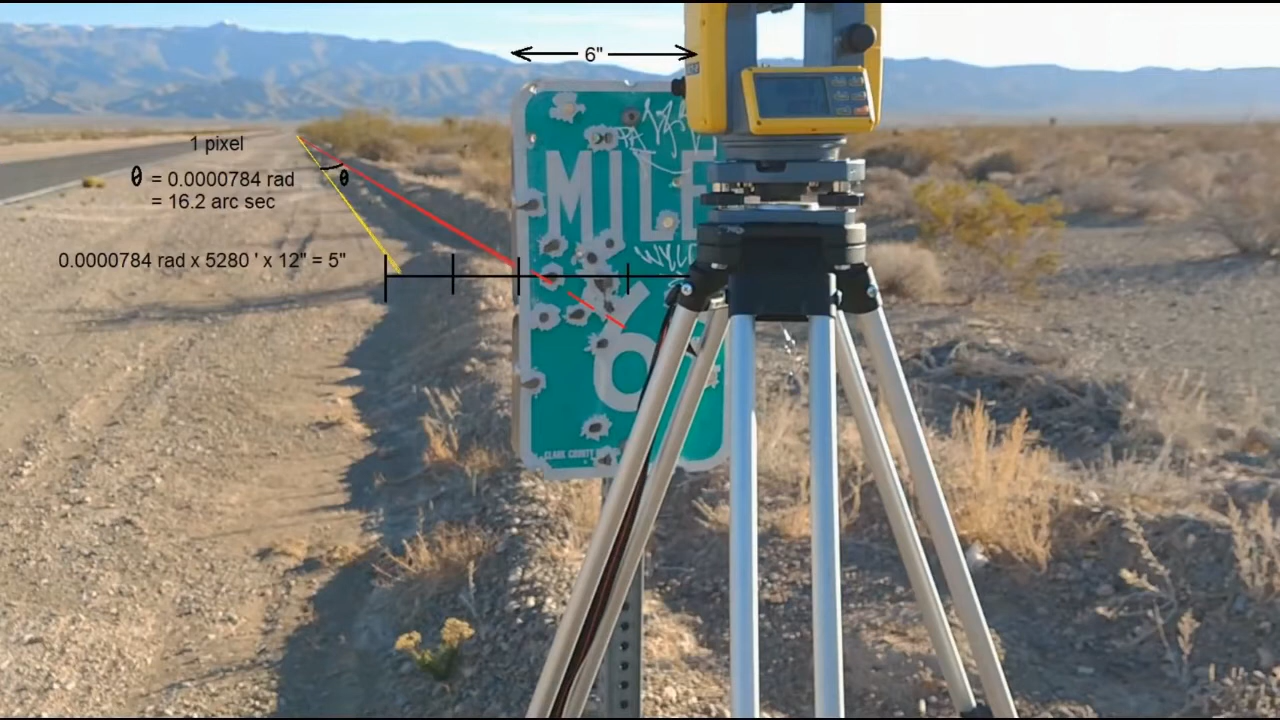 6"
1 pixel
θ = 0.0000784 rad
= 16.2 arc sec
θ
0.0000784 rad x 5280 ' x 12" = 5"
MILE
0
CLARK COUNTY